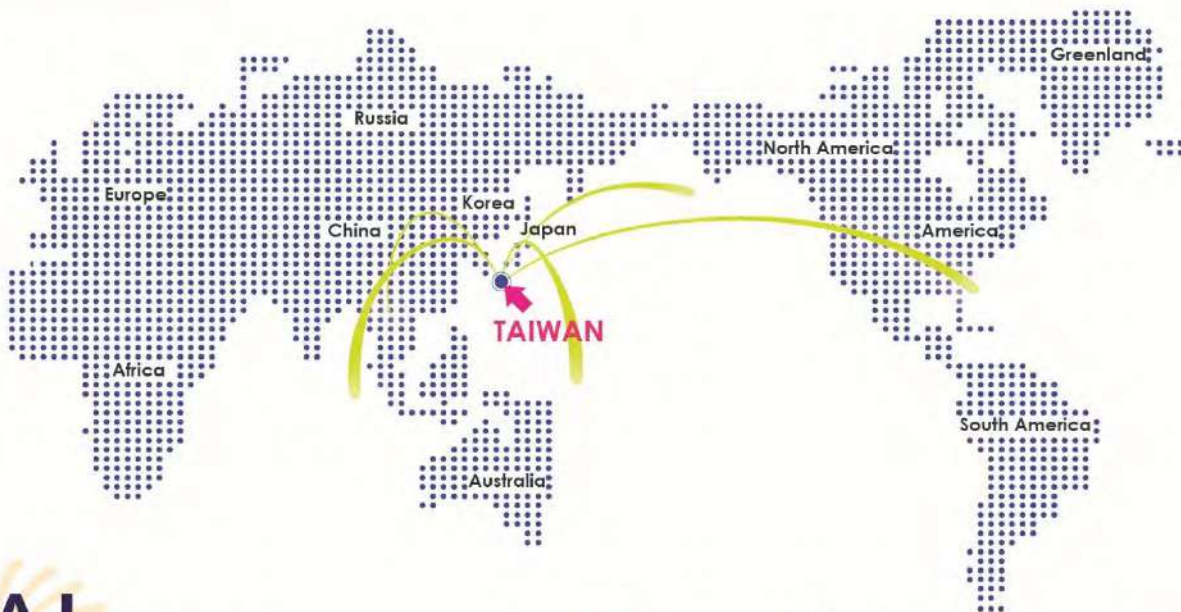 Greenland
Russia
North America
Europe
Korea
China
Japan
America
TAIWAN
Africa
South America
Australia